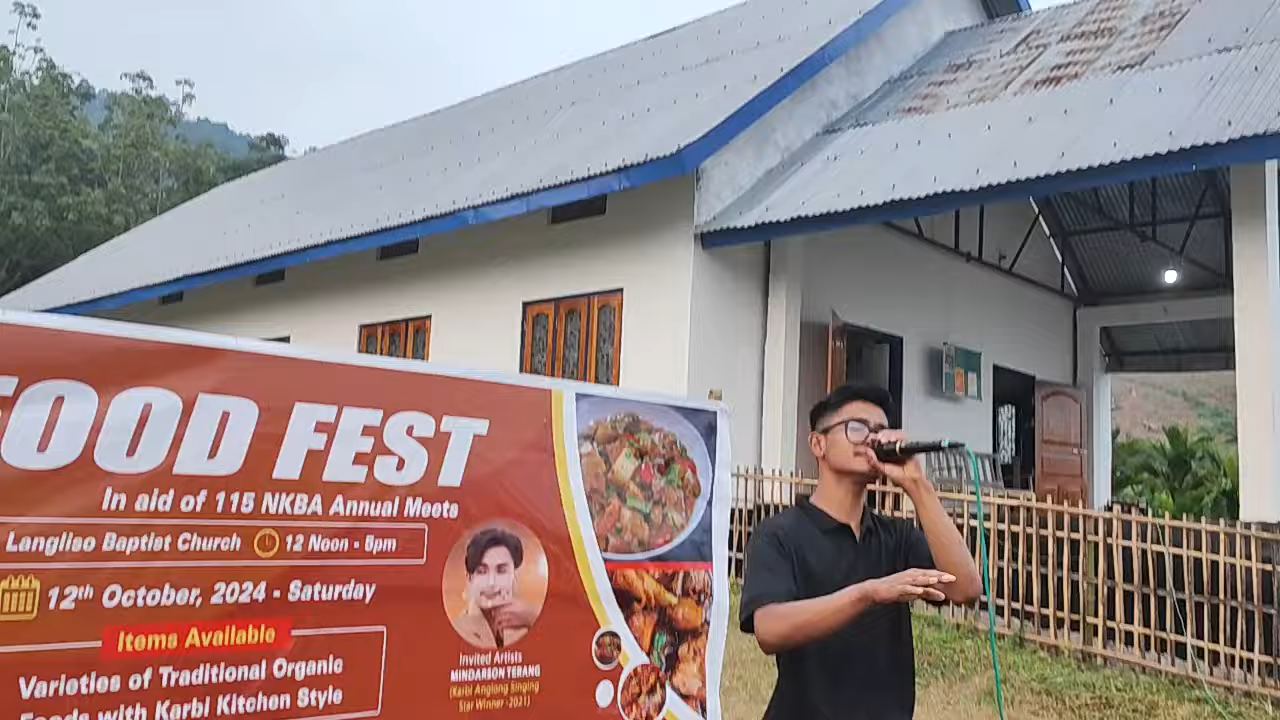 FOOD FEST
In aid of 115 NKBA Annual Meets
Langliso Baptist Church 12 Noon - 5pm
12th October, 2024 - Saturday
Items Available
Varieties of Traditional Organic
Foods with Karbi Kitchen Style
Invited Artists
MINDARSON TERANG
(Karbi Anglong Singing
Star Winner -2021)